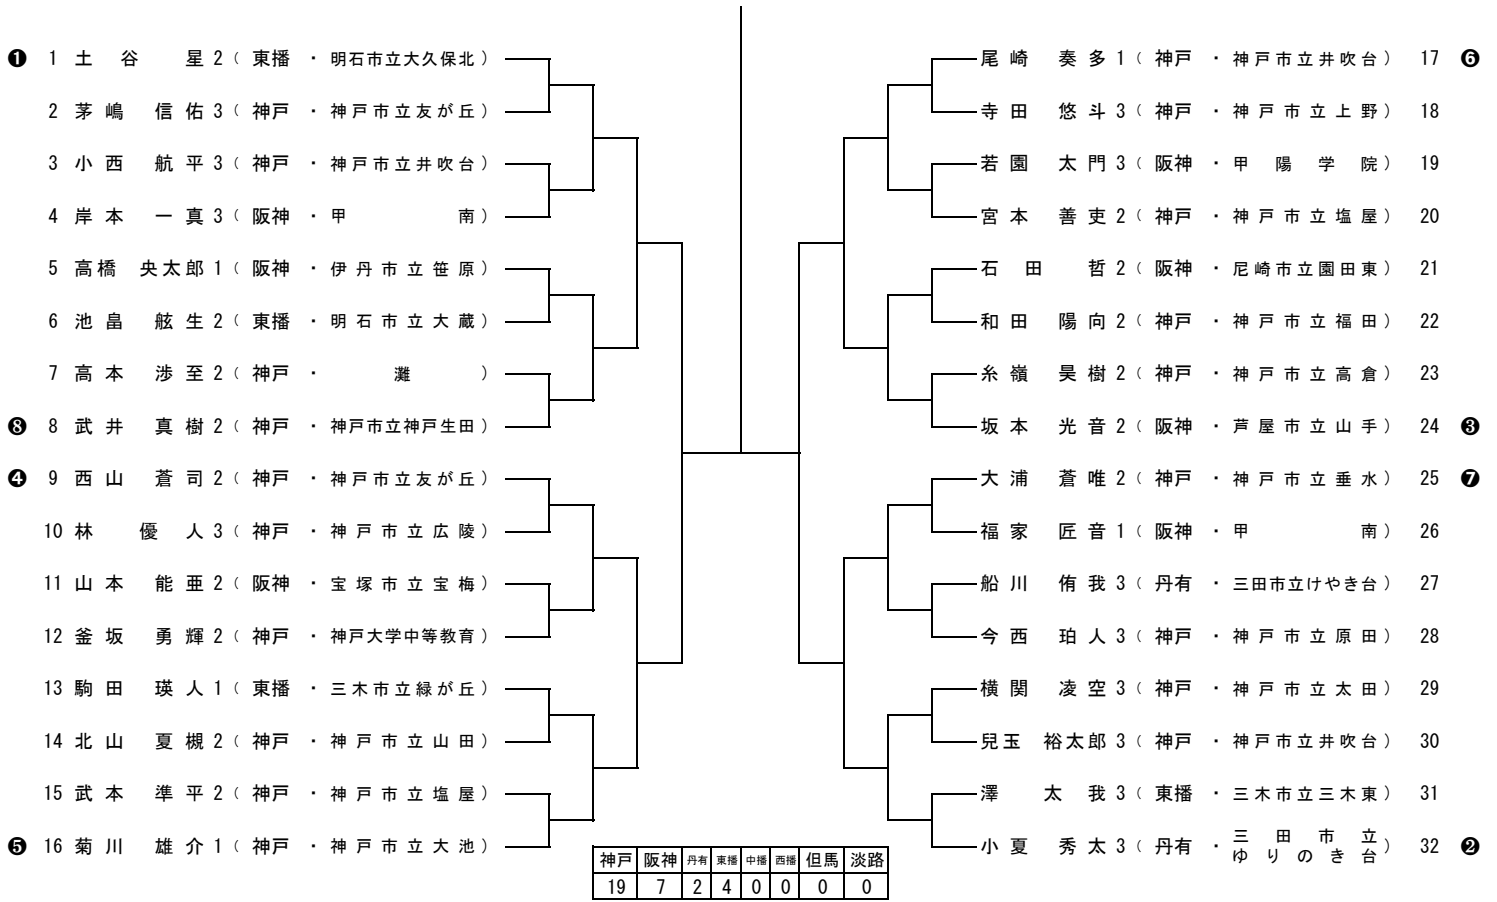 ❶ 1 土谷 星 2 ( 東播 ・ 明石市立大久保北 )
2 茅嶋 信佑 3 ( 神戸 ・ 神戸市立友が丘 )
3 小西 航平 3 ( 神戸 ・ 神戸市立井吹台 )
4 岸本 一真 3 ( 阪神 ・ 甲南 )
5 高橋 央太郎 1 ( 阪神 ・ 伊丹市立笹原 )
6 池畠 舷生 2 ( 東播 ・ 明石市立大蔵 )
7 高本 渉至 2 ( 神戸 ・ 灘 )
❽ 8 武井 真樹 2 ( 神戸 ・ 神戸市立神戸生田 )
❹ 9 西山 蒼司 2 ( 神戸 ・ 神戸市立友が丘 )
10 林 優人 3 ( 神戸 ・ 神戸市立広陵 )
11 山本 能亜 2 ( 阪神 ・ 宝塚市立宝梅 )
12 釜坂 勇輝 2 ( 神戸 ・ 神戸大学中等教育 )
13 駒田 瑛人 1 ( 東播 ・ 三木市立緑が丘 )
14 北山 夏槻 2 ( 神戸 ・ 神戸市立山田 )
15 武本 準平 2 ( 神戸 ・ 神戸市立塩屋 )
❺ 16 菊川 雄介 1 ( 神戸 ・ 神戸市立大池 )
尾崎 奏多 1 ( 神戸 ・ 神戸市立井吹台 ) 17 ❻
寺田 悠斗 3 ( 神戸 ・ 神戸市立上野 ) 18
若園 太門 3 ( 阪神 ・ 甲陽学院 ) 19
宮本 善吏 2 ( 神戸 ・ 神戸市立塩屋 ) 20
石田 哲 2 ( 阪神 ・ 尼崎市立園田東 ) 21
和田 陽向 2 ( 神戸 ・ 神戸市立福田 ) 22
糸嶺 昊樹 2 ( 神戸 ・ 神戸市立高倉 ) 23
坂本 光音 2 ( 阪神 ・ 芦屋市立山手 ) 24 ❸
大浦 蒼唯 2 ( 神戸 ・ 神戸市立垂水 ) 25 ❼
福家 匠音 1 ( 阪神 ・ 甲南 ) 26
船川 侑我 3 ( 丹有 ・ 三田市立けやき台 ) 27
今西 珀人 3 ( 神戸 ・ 神戸市立原田 ) 28
横関 凌空 3 ( 神戸 ・ 神戸市立太田 ) 29
兒玉 裕太郎 3 ( 神戸 ・ 神戸市立井吹台 ) 30
澤 太我 3 ( 東播 ・ 三木市立三木東 ) 31
小夏 秀太 3 ( 丹有 ・ 三田市立ゆりのき台 ) 32 ❷
神戸 阪神 丹有 東播 中播 西播 但馬 淡路
19 7 2 4 0 0 0 0